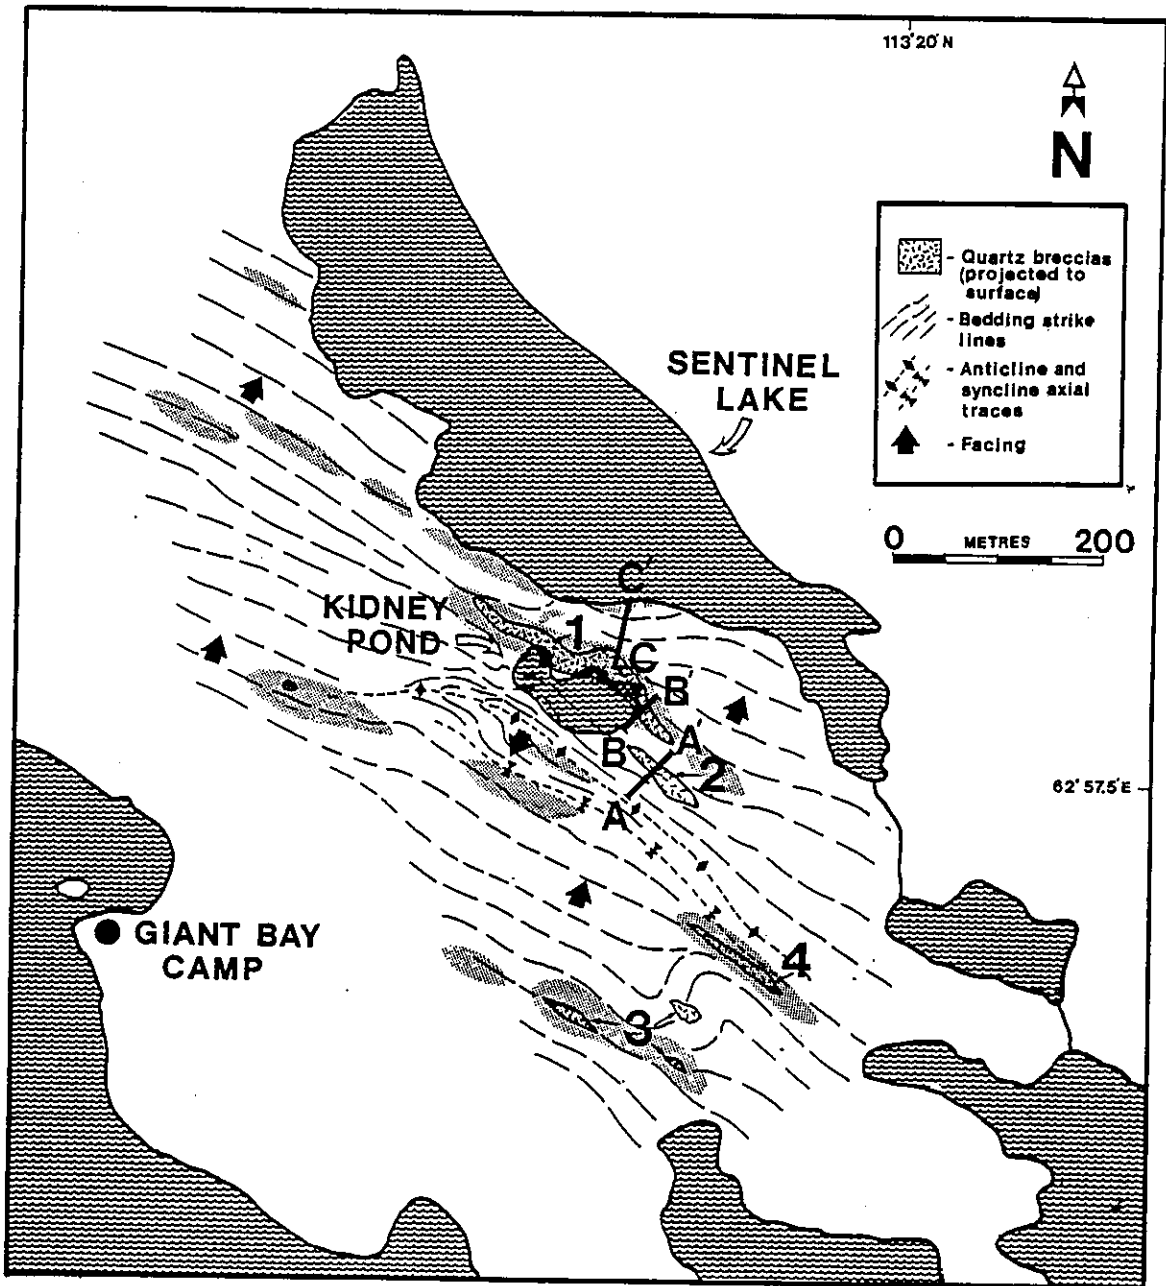 113°20' N
N
- Quartz breccias
(projected to
surface)
- Bedding strike
lines
- Anticline and
syncline axial
traces
- Facing
SENTINEL
LAKE
0 METRES 200
C'
KIDNEY
POND
1
C
B'
A'
B
2
A
62°57.5'E
GIANT BAY
CAMP
4
3